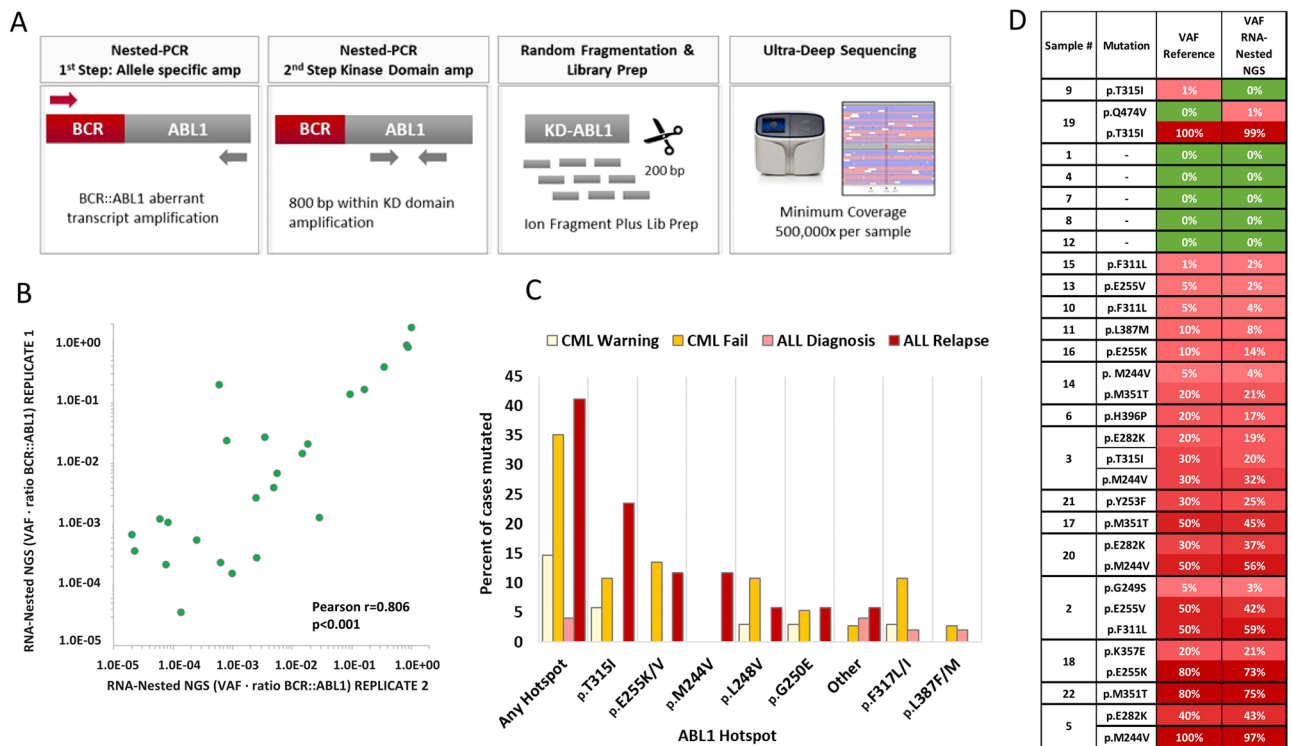 A
Nested-PCR
1st Step: Allele specific amp
BCR
ABL1
BCR::ABL1 aberrant
transcript amplification
Nested-PCR
2nd Step Kinase Domain amp
BCR
ABL1
800 bp within KD domain
amplification
Random Fragmentation &
Library Prep
KD-ABL1
200 bp
Ion Fragment Plus Lib Prep
Ultra-Deep Sequencing
Minimum Coverage
500,000x per sample
B
RNA-Nested NGS (VAF · ratio BCR::ABL1) REPLICATE 1
1.0E+00
1.0E-01
1.0E-02
1.0E-03
1.0E-04
1.0E-05
Pearson r=0.806
p<0.001
1.0E-05 1.0E-04 1.0E-03 1.0E-02 1.0E-01 1.0E+00
RNA-Nested NGS (VAF · ratio BCR::ABL1) REPLICATE 2
C
CML Warning CML Fail ALL Diagnosis ALL Relapse
Percent of cases mutated
45
40
35
30
25
20
15
10
5
0
Any Hotspot
p.T315I
p.E255K/V
p.M244V
p.L248V
p.G250E
Other
p.F317L/I
p.L387F/M
ABL1 Hotspot
D
Sample # Mutation VAF Reference VAF RNA-Nested NGS
9 p.T315I 1% 0%
19 p.Q474V 0% 1%
p.T315I 100% 99%
1 - 0% 0%
4 - 0% 0%
7 - 0% 0%
8 - 0% 0%
12 - 0% 0%
15 p.F311L 1% 2%
13 p.E255V 5% 2%
10 p.F311L 5% 4%
11 p.L387M 10% 8%
16 p.E255K 10% 14%
14 p. M244V 5% 4%
p.M351T 20% 21%
6 p.H396P 20% 17%
3 p.E282K 20% 19%
p.T315I 30% 20%
p.M244V 30% 32%
21 p.Y253F 30% 25%
17 p.M351T 50% 45%
20 p.E282K 30% 37%
p.M244V 50% 56%
2 p.G249S 5% 3%
p.E255V 50% 42%
p.F311L 50% 59%
18 p.K357E 20% 21%
p.E255K 80% 73%
22 p.M351T 80% 75%
5 p.E282K 40% 43%
p.M244V 100% 97%